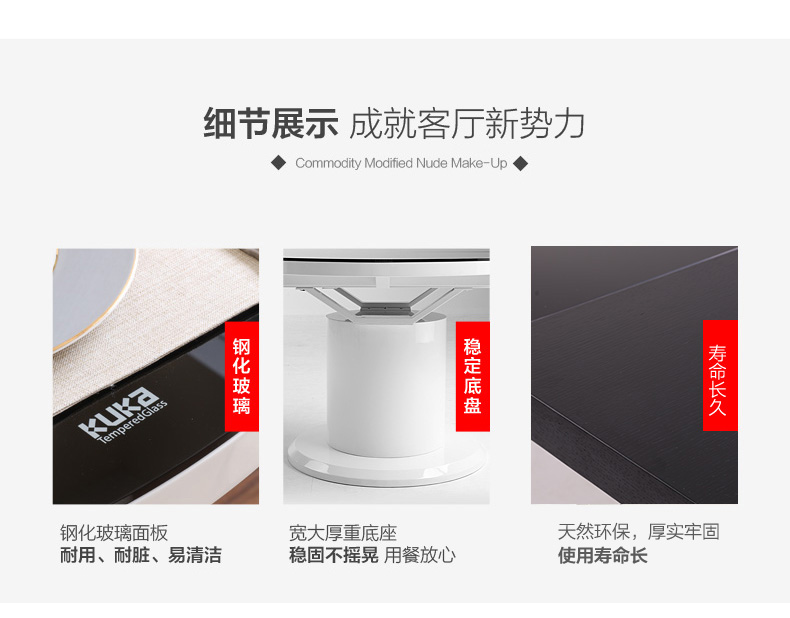 细节展示 成就客厅新势力
Commodity Modified Nude Make-Up
KUKA
TemperedGlass
钢化玻璃
稳定底盘
寿命长久
钢化玻璃面板
耐用、耐脏、易清洁
宽大厚重底座
稳固不摇晃 用餐放心
天然环保，厚实牢固
使用寿命长